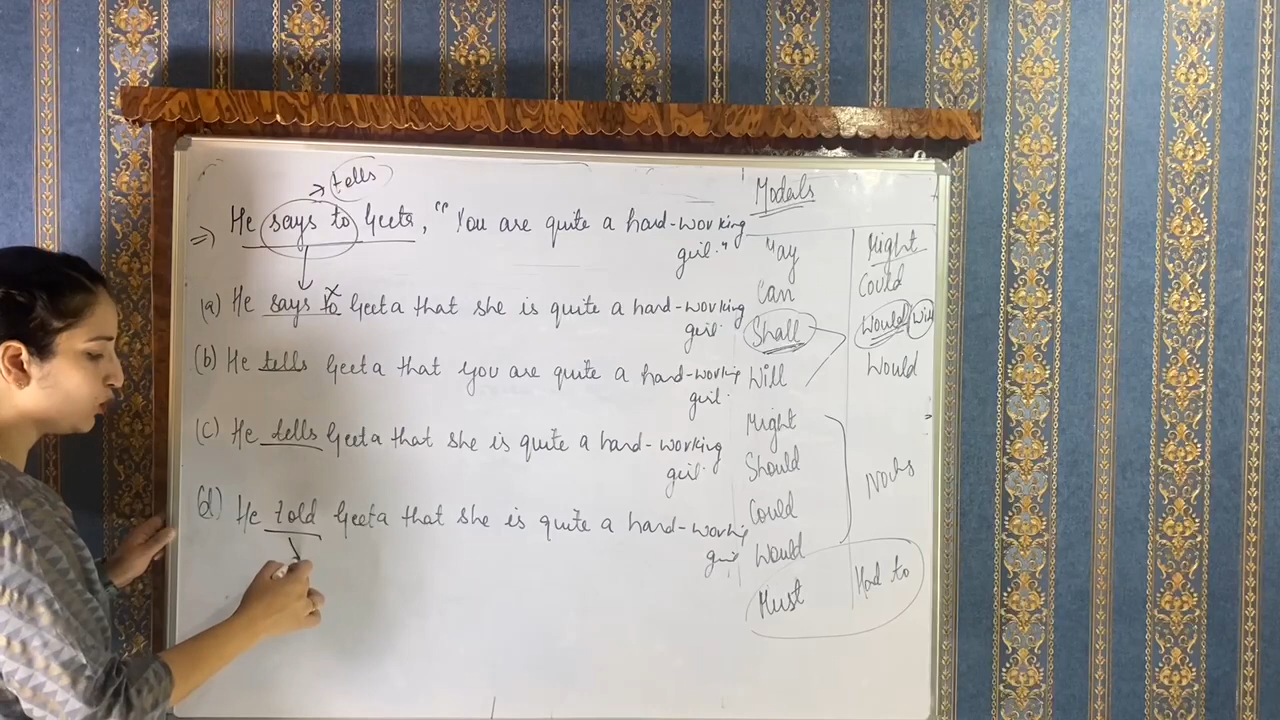 → tells
⇒ He says to Geeta, "You are quite a hard-working
girl."
(a) He says to Geeta that she is quite a hard-working
girl.
(b) He tells Geeta that you are quite a hard-working
girl.
(c) He tells Geeta that she is quite a hard-working
girl.
(d) He told Geeta that she is quite a hard-working
girl
Modals
May Might
Can Could
Shall Would/Will
Will Would
Might
Should
Could
Would
Must Had to